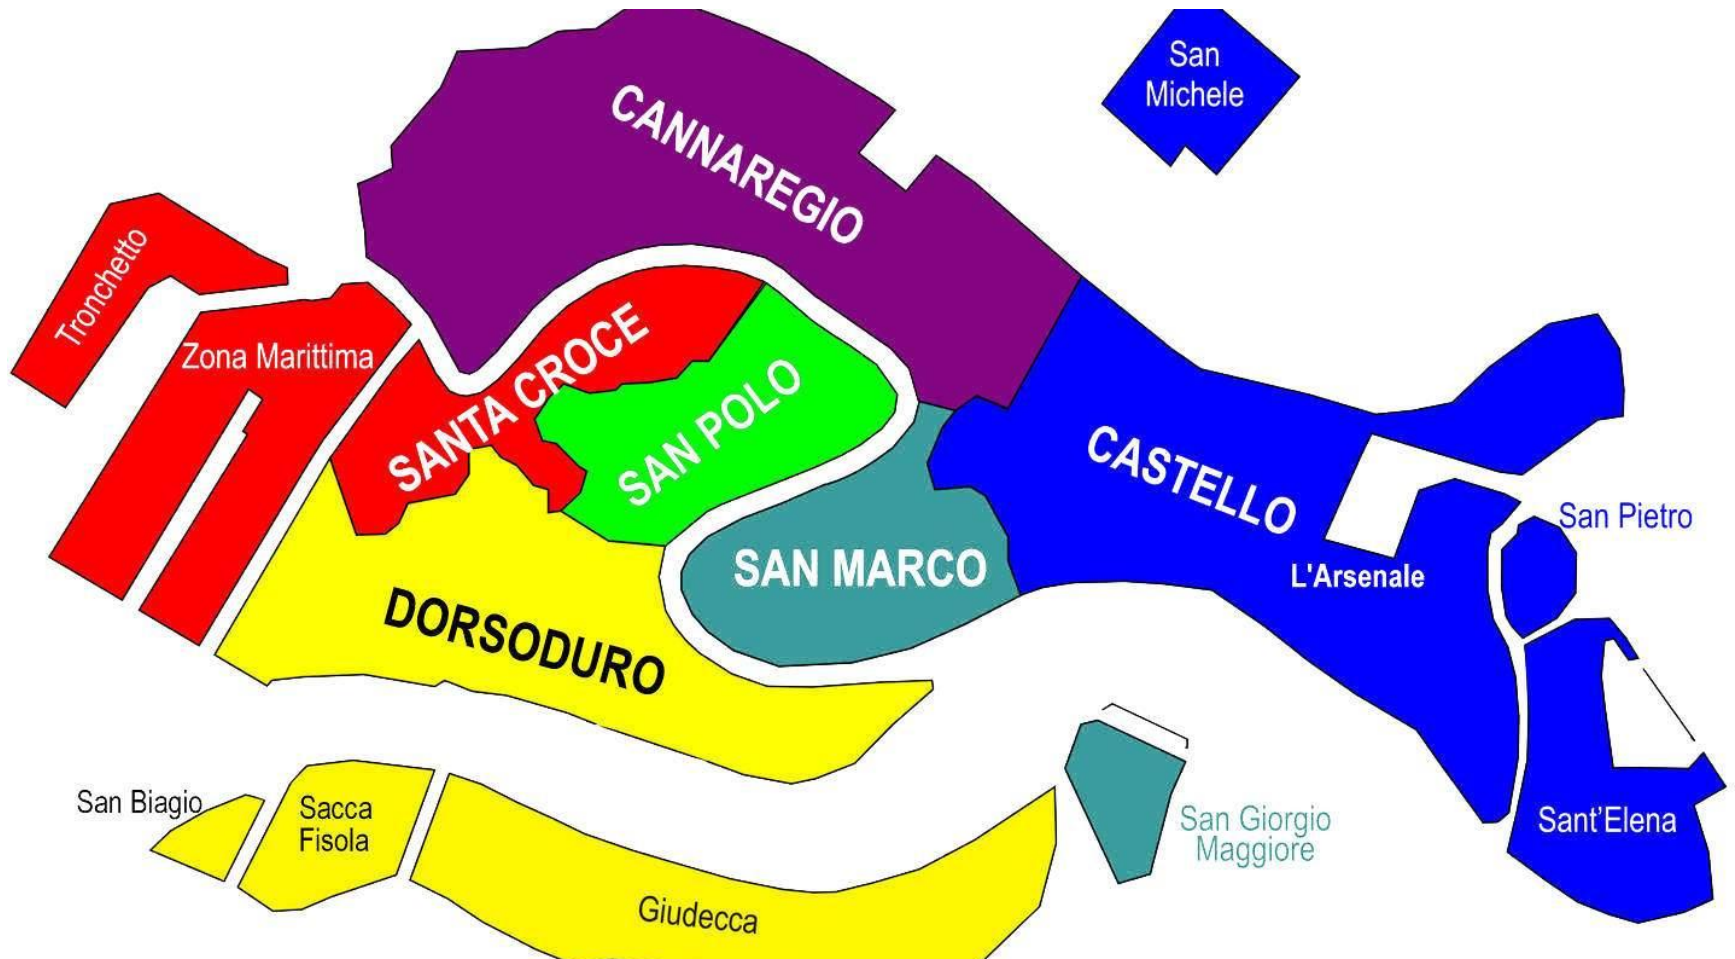 San
Michele
CANNAREGIO
Tronchetto
Zona Marittima
SANTA CROCE
SAN POLO
CASTELLO
San Pietro
SAN MARCO
L'Arsenale
DORSODURO
San Biagio
Sacca
Fisola
San Giorgio
Maggiore
Sant'Elena
Giudecca